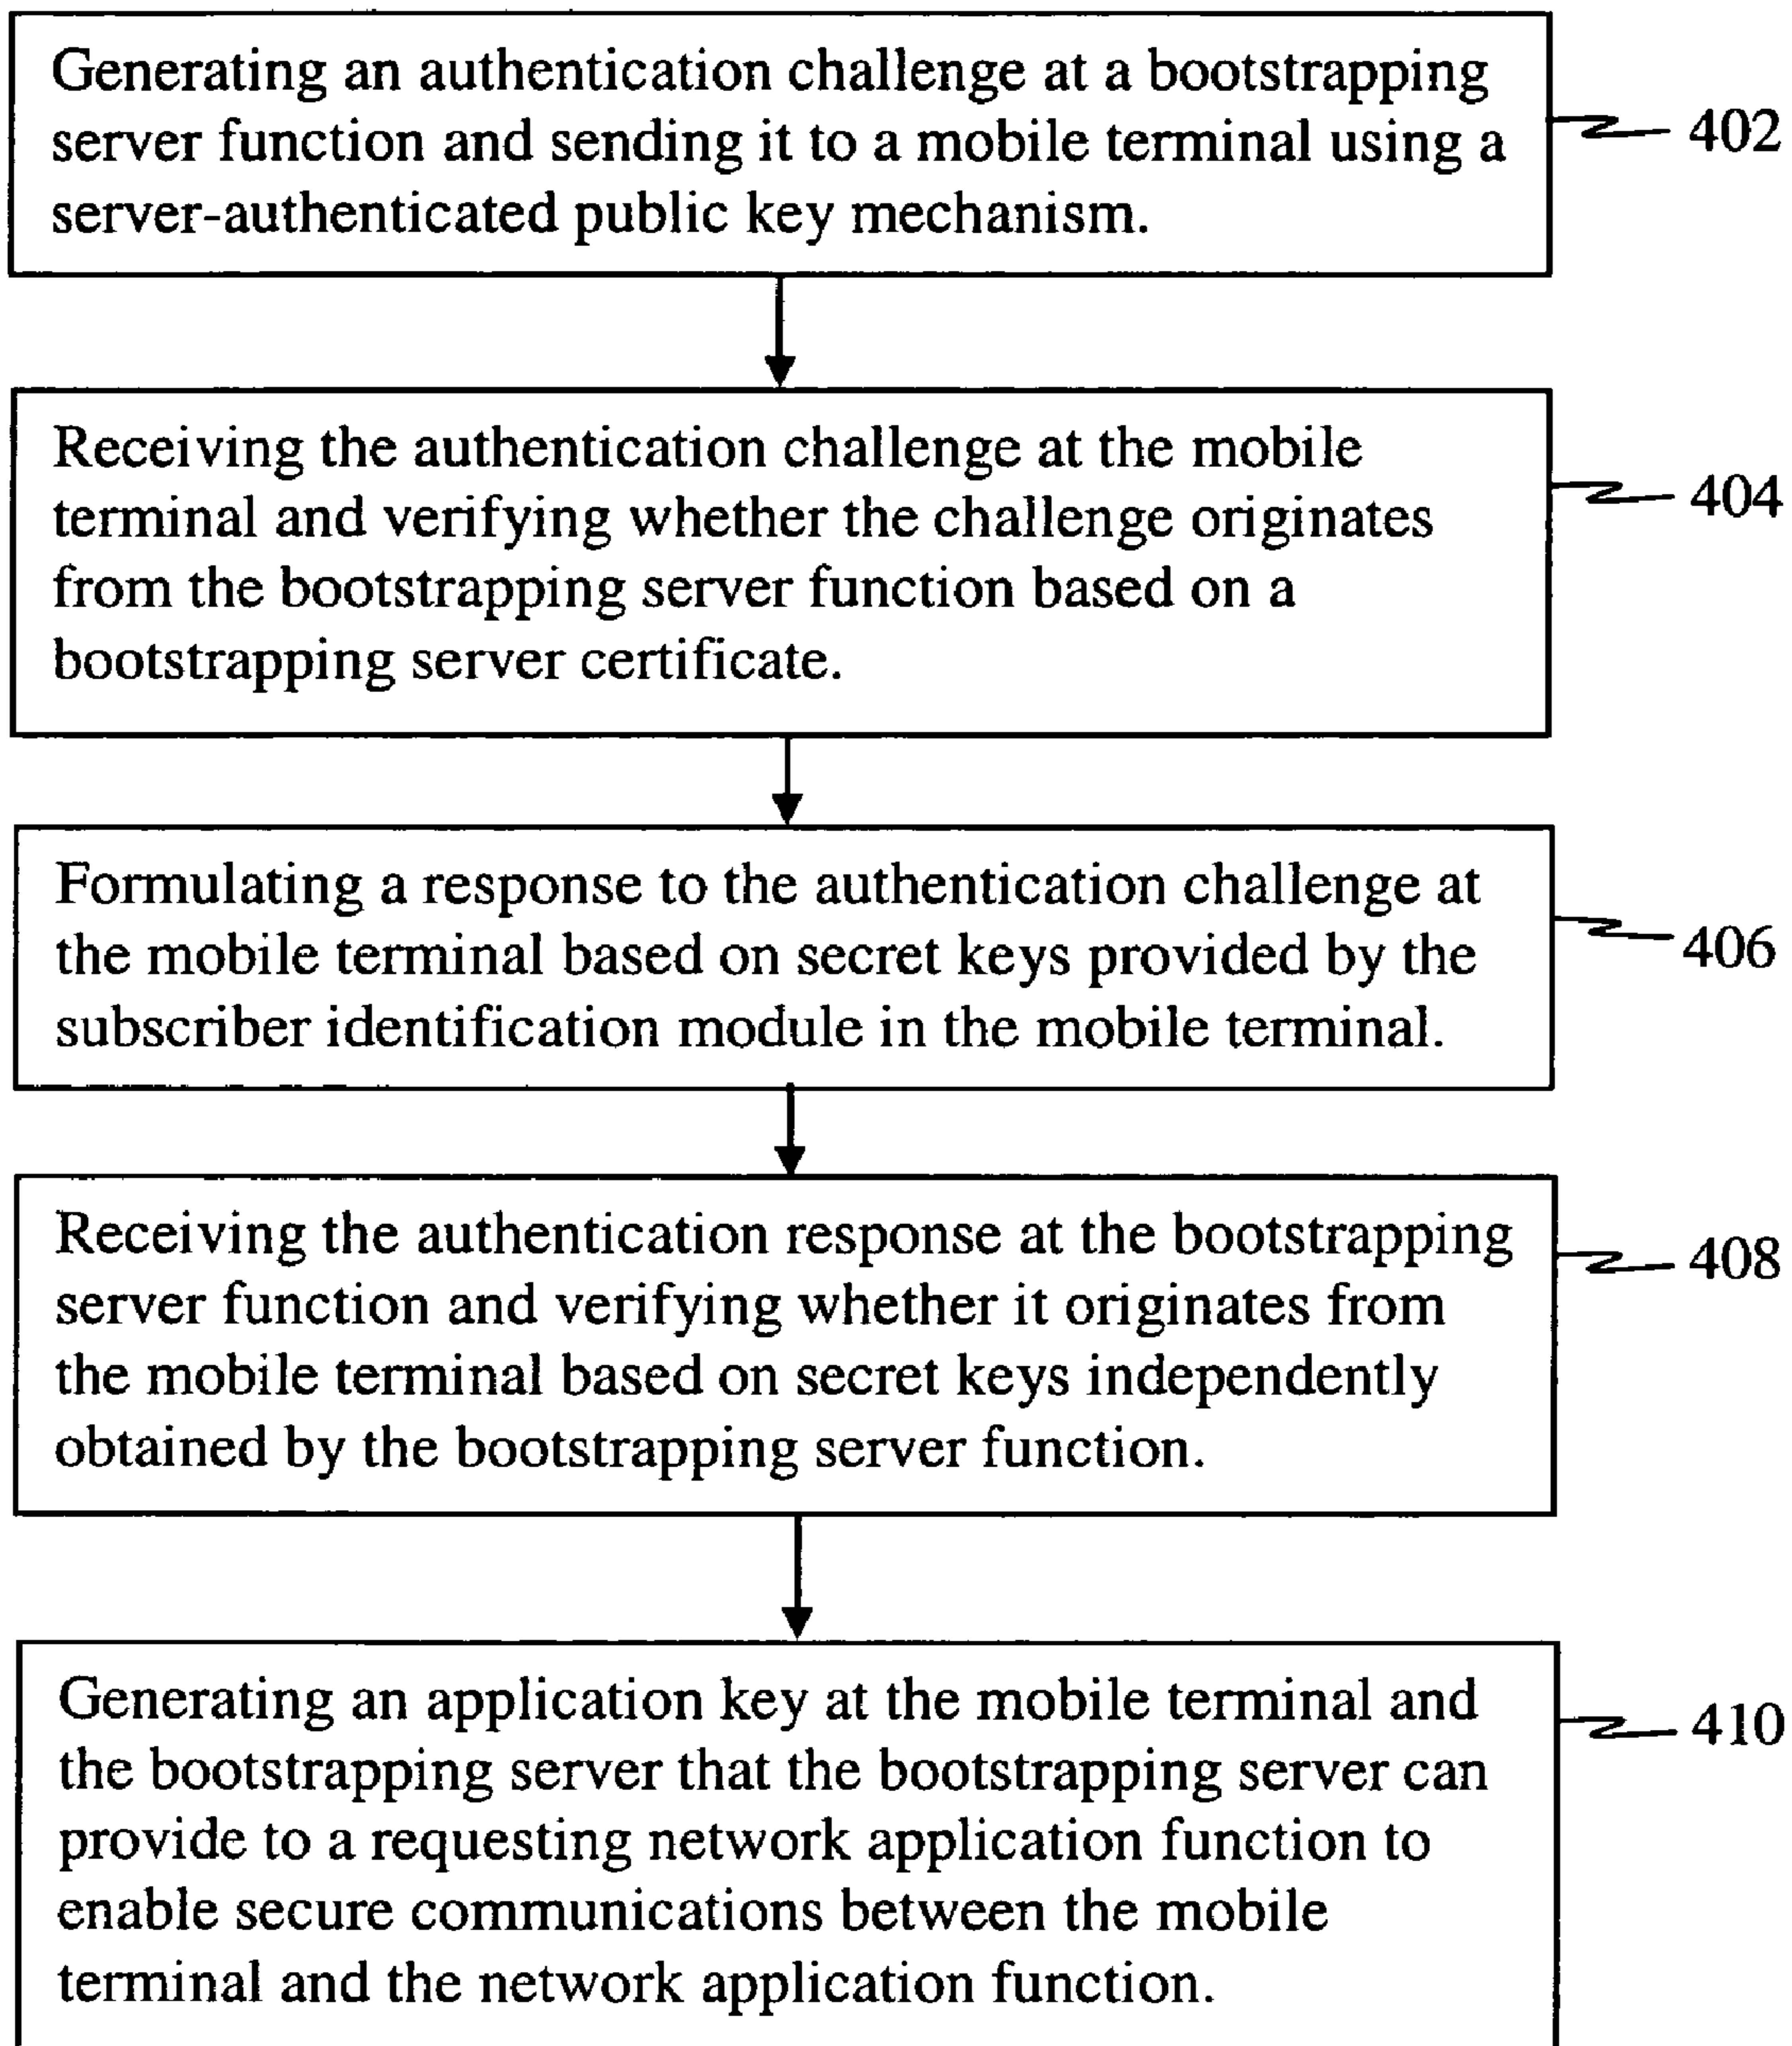 Generating an authentication challenge at a bootstrapping
server function and sending it to a mobile terminal using a
server-authenticated public key mechanism.
402
Receiving the authentication challenge at the mobile
terminal and verifying whether the challenge originates
from the bootstrapping server function based on a
bootstrapping server certificate.
404
Formulating a response to the authentication challenge at
the mobile terminal based on secret keys provided by the
subscriber identification module in the mobile terminal.
406
Receiving the authentication response at the bootstrapping
server function and verifying whether it originates from
the mobile terminal based on secret keys independently
obtained by the bootstrapping server function.
408
Generating an application key at the mobile terminal and
the bootstrapping server that the bootstrapping server can
provide to a requesting network application function to
enable secure communications between the mobile
terminal and the network application function.
410